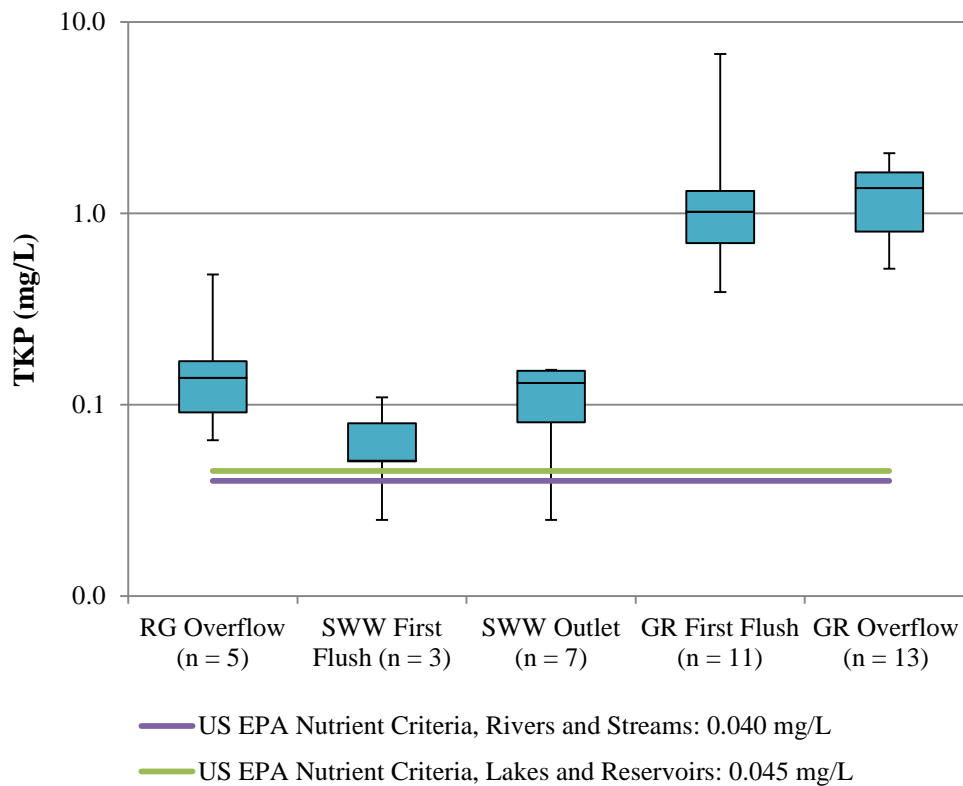 10.0
1.0
0.1
0.0
TKP (mg/L)
RG Overflow
(n = 5)
SWW First
Flush (n = 3)
SWW Outlet
(n = 7)
GR First Flush
(n = 11)
GR Overflow
(n = 13)
US EPA Nutrient Criteria, Rivers and Streams: 0.040 mg/L
US EPA Nutrient Criteria, Lakes and Reservoirs: 0.045 mg/L